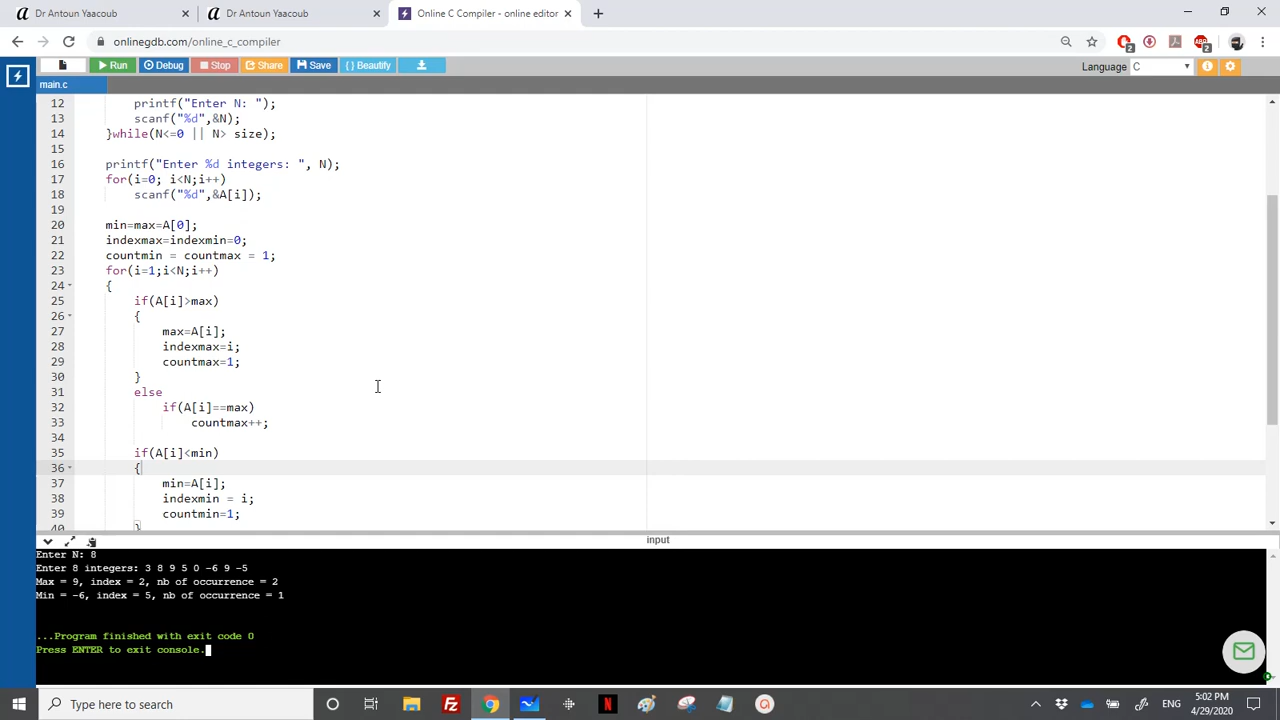 Dr Antoun Yaacoub
Dr Antoun Yaacoub
Online C Compiler - online editor
onlinegdb.com/online_c_compiler
2
2
Run
Debug
Stop
Share
Save
{ } Beautify
Language C
main.c
12 printf("Enter N: ");
13 scanf("%d",&N);
14 }while(N<=0 || N> size);
15
16 printf("Enter %d integers: ", N);
17 for(i=0; i<N;i++)
18 scanf("%d",&A[i]);
19
20 min=max=A[0];
21 indexmax=indexmin=0;
22 countmin = countmax = 1;
23 for(i=1;i<N;i++)
24 {
25 if(A[i]>max)
26 {
27 max=A[i];
28 indexmax=i;
29 countmax=1;
30 }
31 else
32 if(A[i]==max)
33 countmax++;
34
35 if(A[i]<min)
36 {
37 min=A[i];
38 indexmin = i;
39 countmin=1;
40 }
input
Enter N: 8
Enter 8 integers: 3 8 9 5 0 -6 9 -5
Max = 9, index = 2, nb of occurrence = 2
Min = -6, index = 5, nb of occurrence = 1
...Program finished with exit code 0
Press ENTER to exit console.
Type here to search
ENG
5:02 PM
4/29/2020